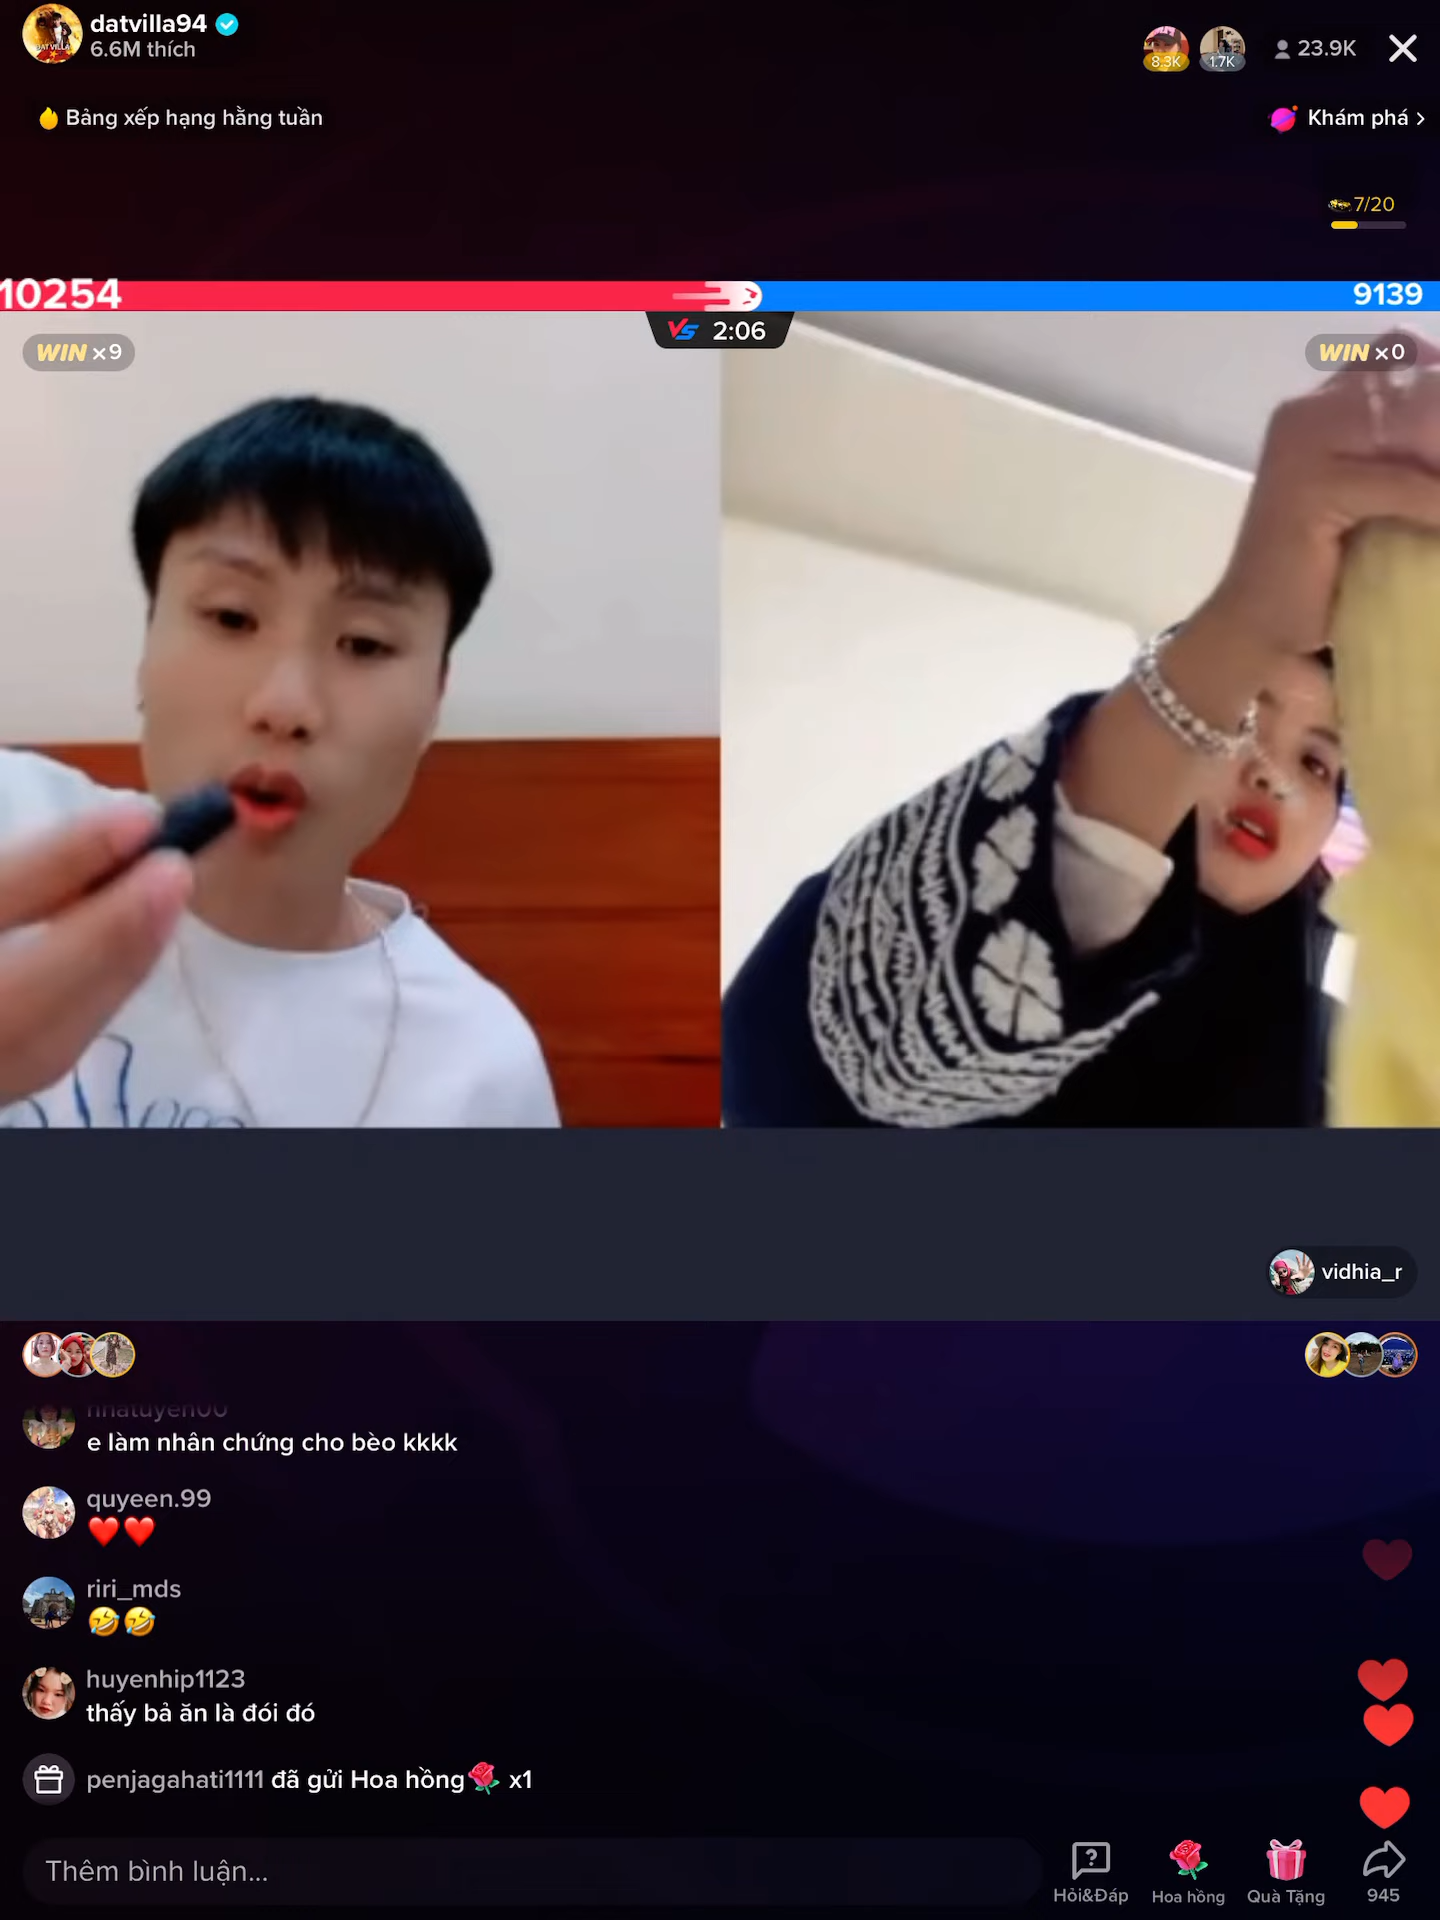 datvilla94
6.6M thích
8.3K
1.7K
23.9K
Bảng xếp hạng hằng tuần
Khám phá
7/20
10254
9139
VS 2:06
WIN x9
WIN x0
vidhia_r
nhatuyen00
e làm nhân chứng cho bèo kkkk
quyeen.99
riri_mds
huyenhip1123
thấy bả ăn là đói đó
penjagahati1111 đã gửi Hoa hồng x1
Thêm bình luận...
Hỏi&Đáp
Hoa hồng
Quà Tặng
945